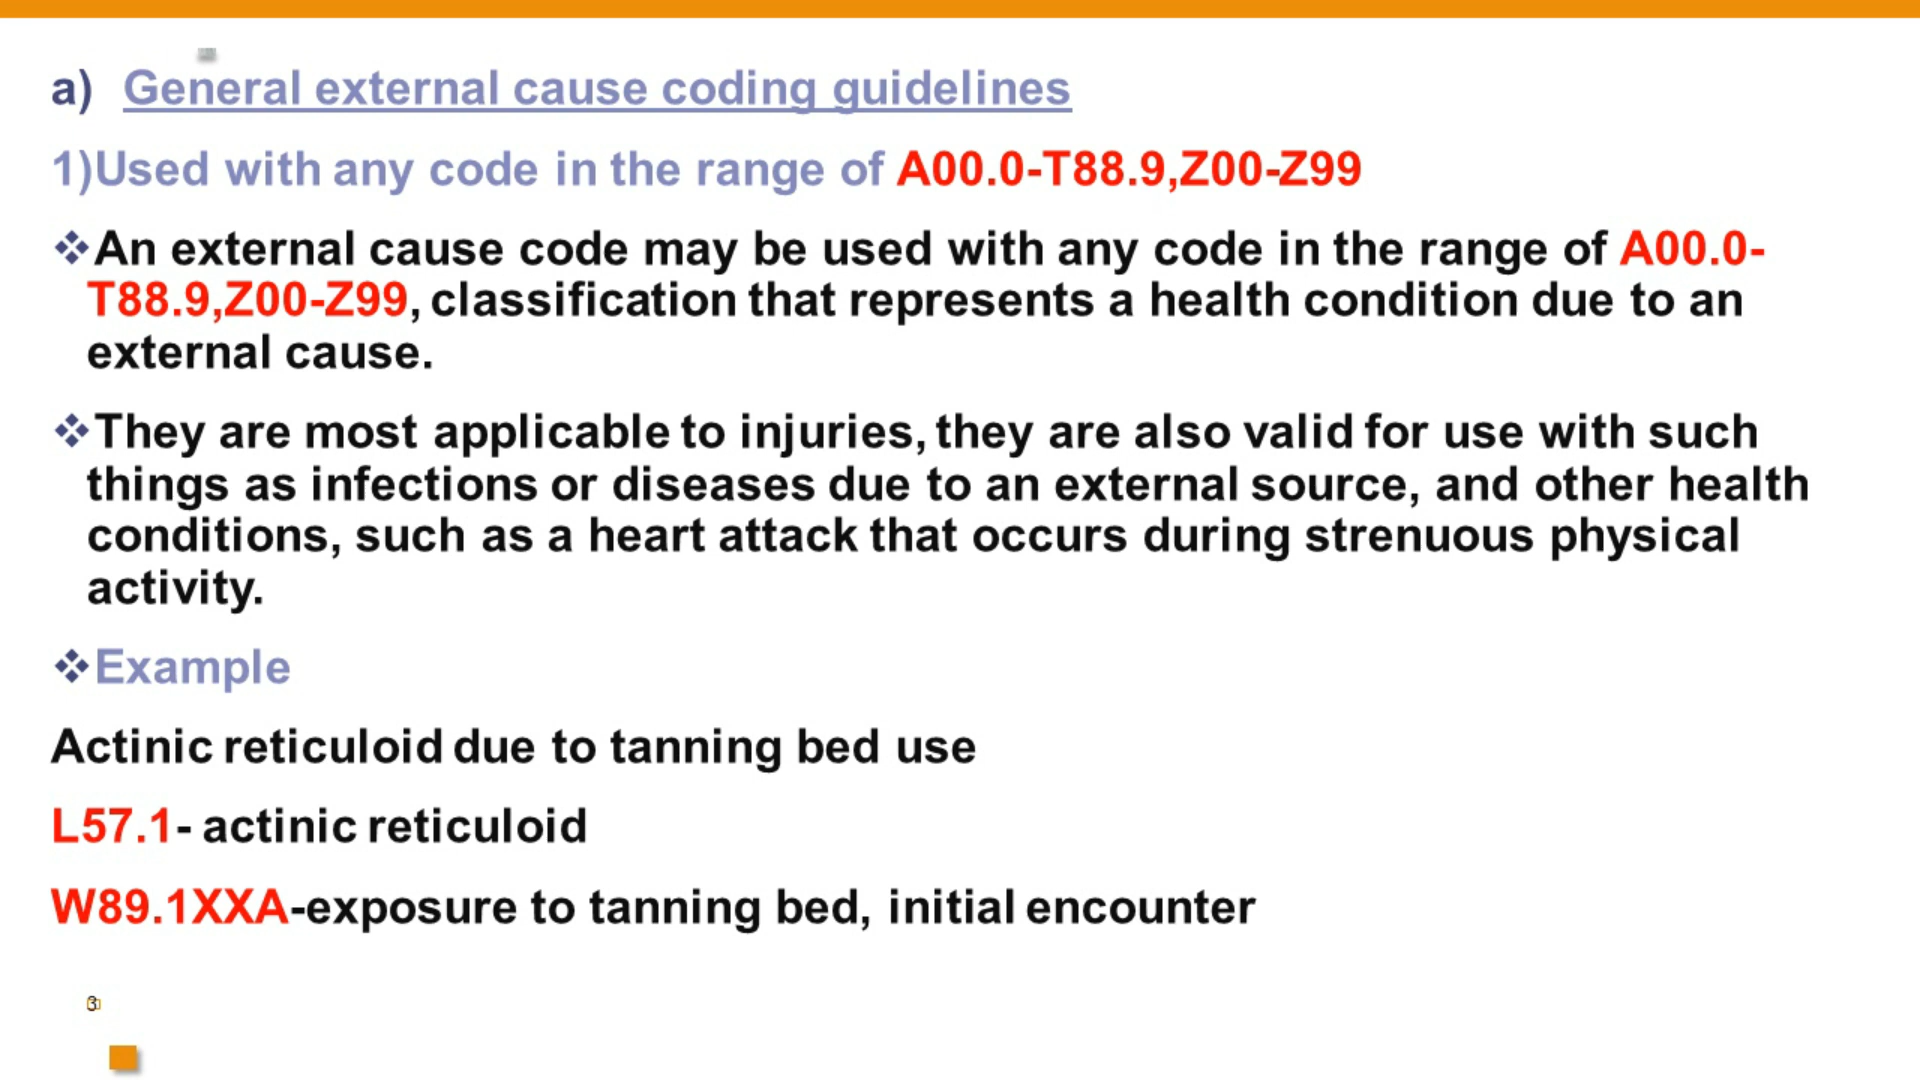 a) General external cause coding guidelines
1)Used with any code in the range of A00.0-T88.9,Z00-Z99
❖An external cause code may be used with any code in the range of A00.0-
T88.9,Z00-Z99, classification that represents a health condition due to an
external cause.
❖They are most applicable to injuries, they are also valid for use with such
things as infections or diseases due to an external source, and other health
conditions, such as a heart attack that occurs during strenuous physical
activity.
❖Example
Actinic reticuloid due to tanning bed use
L57.1- actinic reticuloid
W89.1XXA-exposure to tanning bed, initial encounter